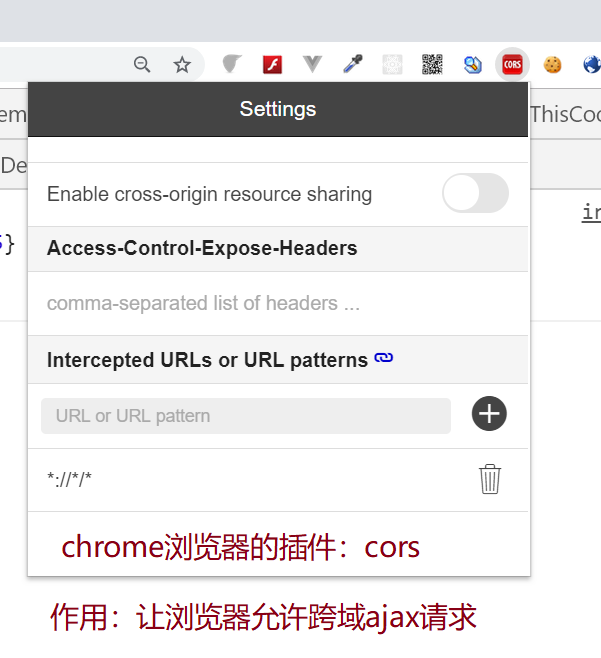 CORS
Settings
em
ThisCoo
De
Enable cross-origin resource sharing
in
}
Access-Control-Expose-Headers
comma-separated list of headers ...
Intercepted URLs or URL patterns
URL or URL pattern
*://*/*
chrome浏览器的插件：cors
作用：让浏览器允许跨域ajax请求